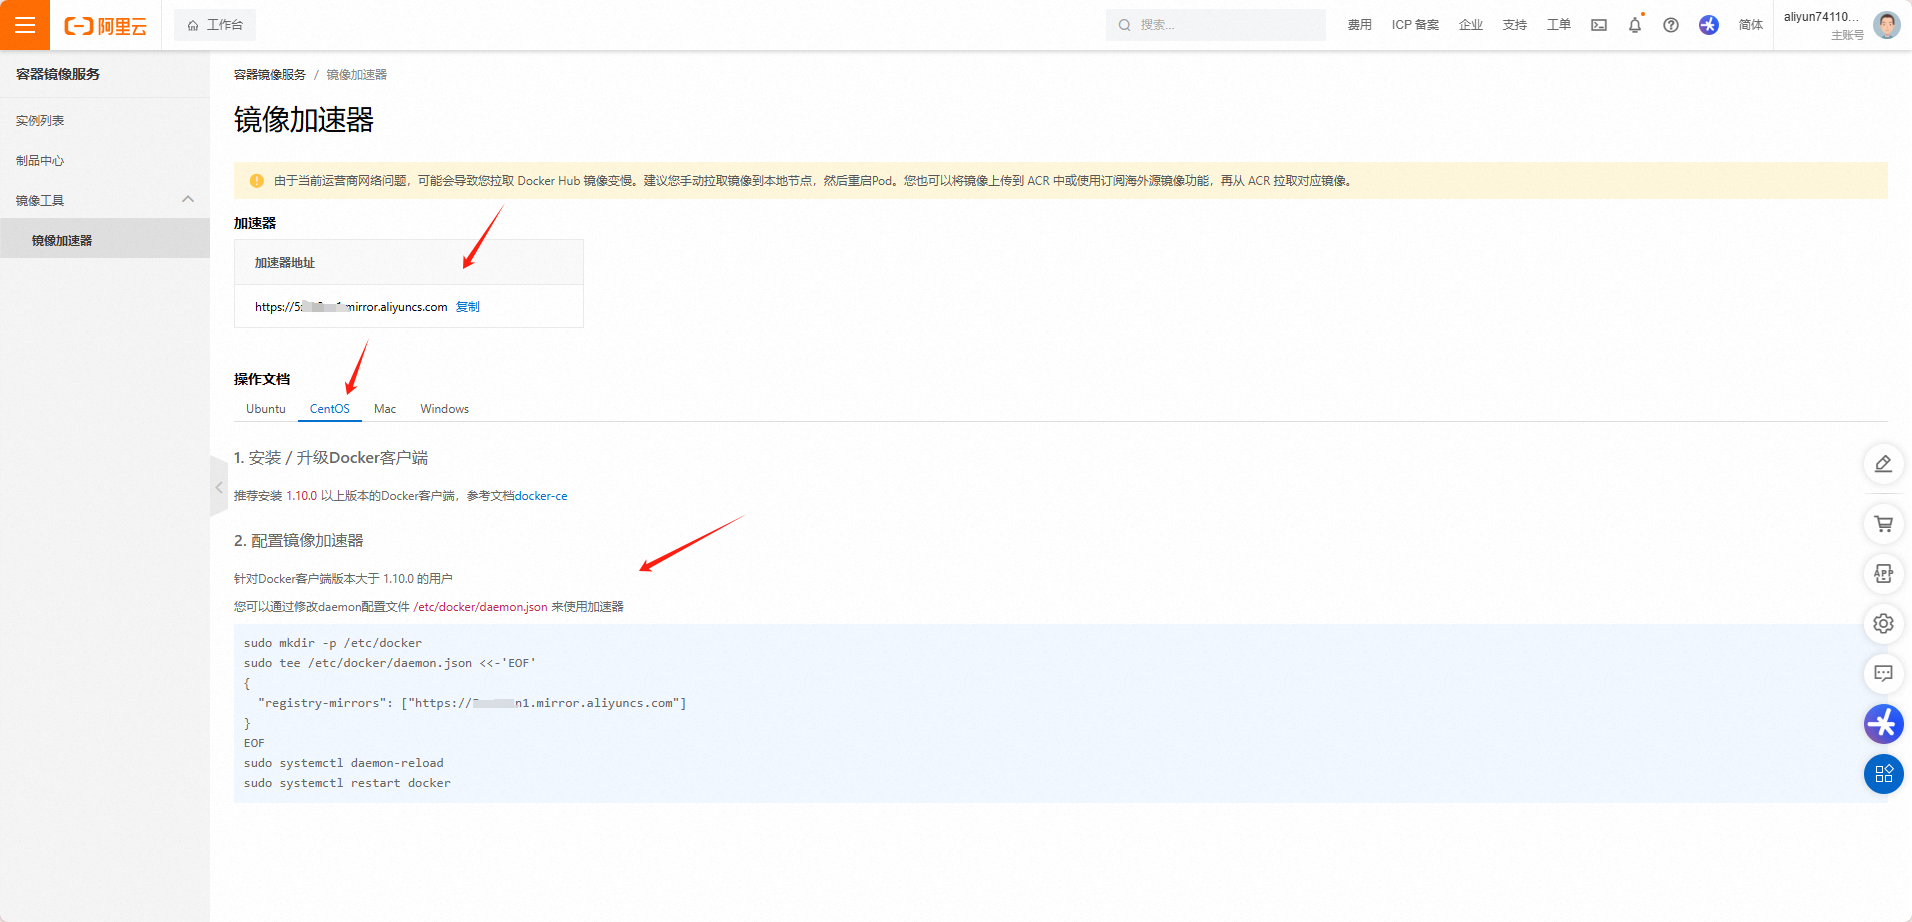 阿里云
工作台
搜索...
费用
ICP 备案
企业
支持
工单
简体
aliyun74110...
主账号
容器镜像服务
实例列表
制品中心
镜像工具
镜像加速器
容器镜像服务 / 镜像加速器
镜像加速器
由于当前运营商网络问题，可能会导致您拉取 Docker Hub 镜像变慢。建议您手动拉取镜像到本地节点，然后重启Pod。您也可以将镜像上传到 ACR 中或使用订阅海外源镜像功能，再从 ACR 拉取对应镜像。
加速器
加速器地址
https://5 mirror.aliyuncs.com 复制
操作文档
Ubuntu CentOS Mac Windows
1. 安装 / 升级Docker客户端
推荐安装 1.10.0 以上版本的Docker客户端，参考文档docker-ce
2. 配置镜像加速器
针对Docker客户端版本大于 1.10.0 的用户
您可以通过修改daemon配置文件 /etc/docker/daemon.json 来使用加速器
sudo mkdir -p /etc/docker
sudo tee /etc/docker/daemon.json <<-'EOF'
{
"registry-mirrors": ["https:// n1.mirror.aliyuncs.com"]
}
EOF
sudo systemctl daemon-reload
sudo systemctl restart docker
APP